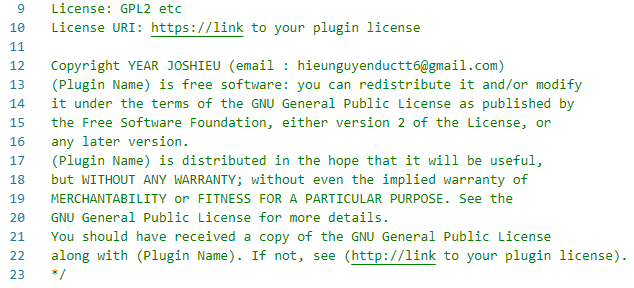 9 License: GPL2 etc
10 License URI: https://link to your plugin license
11
12 Copyright YEAR JOSHIEU (email : hieunguyenductt6@gmail.com)
13 (Plugin Name) is free software: you can redistribute it and/or modify
14 it under the terms of the GNU General Public License as published by
15 the Free Software Foundation, either version 2 of the License, or
16 any later version.
17 (Plugin Name) is distributed in the hope that it will be useful,
18 but WITHOUT ANY WARRANTY; without even the implied warranty of
19 MERCHANTABILITY or FITNESS FOR A PARTICULAR PURPOSE. See the
20 GNU General Public License for more details.
21 You should have received a copy of the GNU General Public License
22 along with (Plugin Name). If not, see (http://link to your plugin license).
23 */